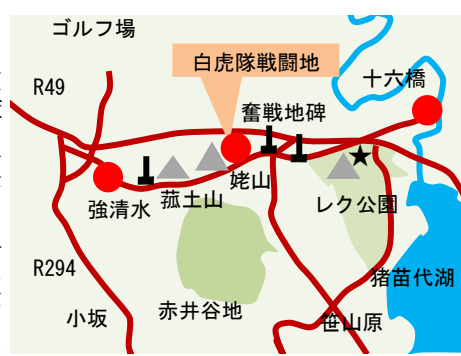 ゴルフ場
白虎隊戦闘地
十六橋
R49
奮戦地碑
強清水
菰土山
姥山
レク公園
R294
猪苗代湖
小坂
赤井谷地
笹山原